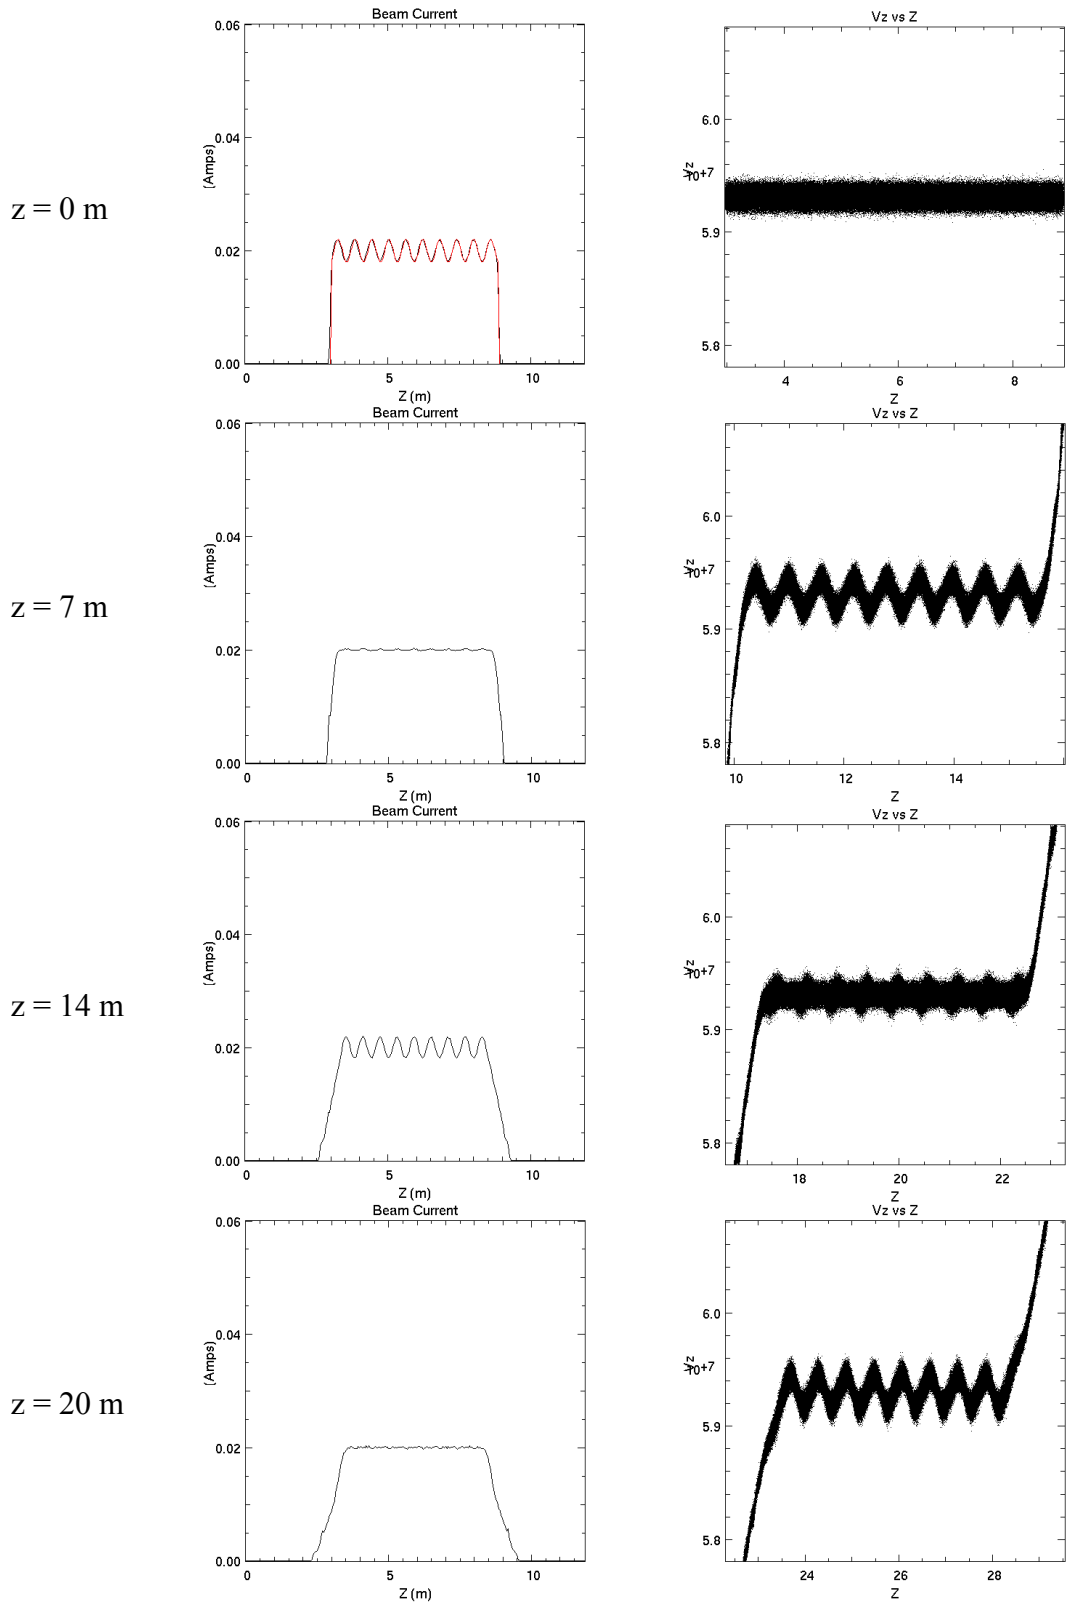 Beam Current
0.06
0.04
0.02
0.00
(Amps)
0 5 10
Z (m)
Vz vs Z
6.0
5.9
5.8
Vz
10+7
4 6 8
Z
z = 0 m
Beam Current
0.06
0.04
0.02
0.00
(Amps)
0 5 10
Z (m)
Vz vs Z
6.0
5.9
5.8
Vz
10+7
10 12 14
Z
z = 7 m
Beam Current
0.06
0.04
0.02
0.00
(Amps)
0 5 10
Z (m)
Vz vs Z
6.0
5.9
5.8
Vz
10+7
18 20 22
Z
z = 14 m
Beam Current
0.06
0.04
0.02
0.00
(Amps)
0 5 10
Z (m)
Vz vs Z
6.0
5.9
5.8
Vz
10+7
24 26 28
Z
z = 20 m